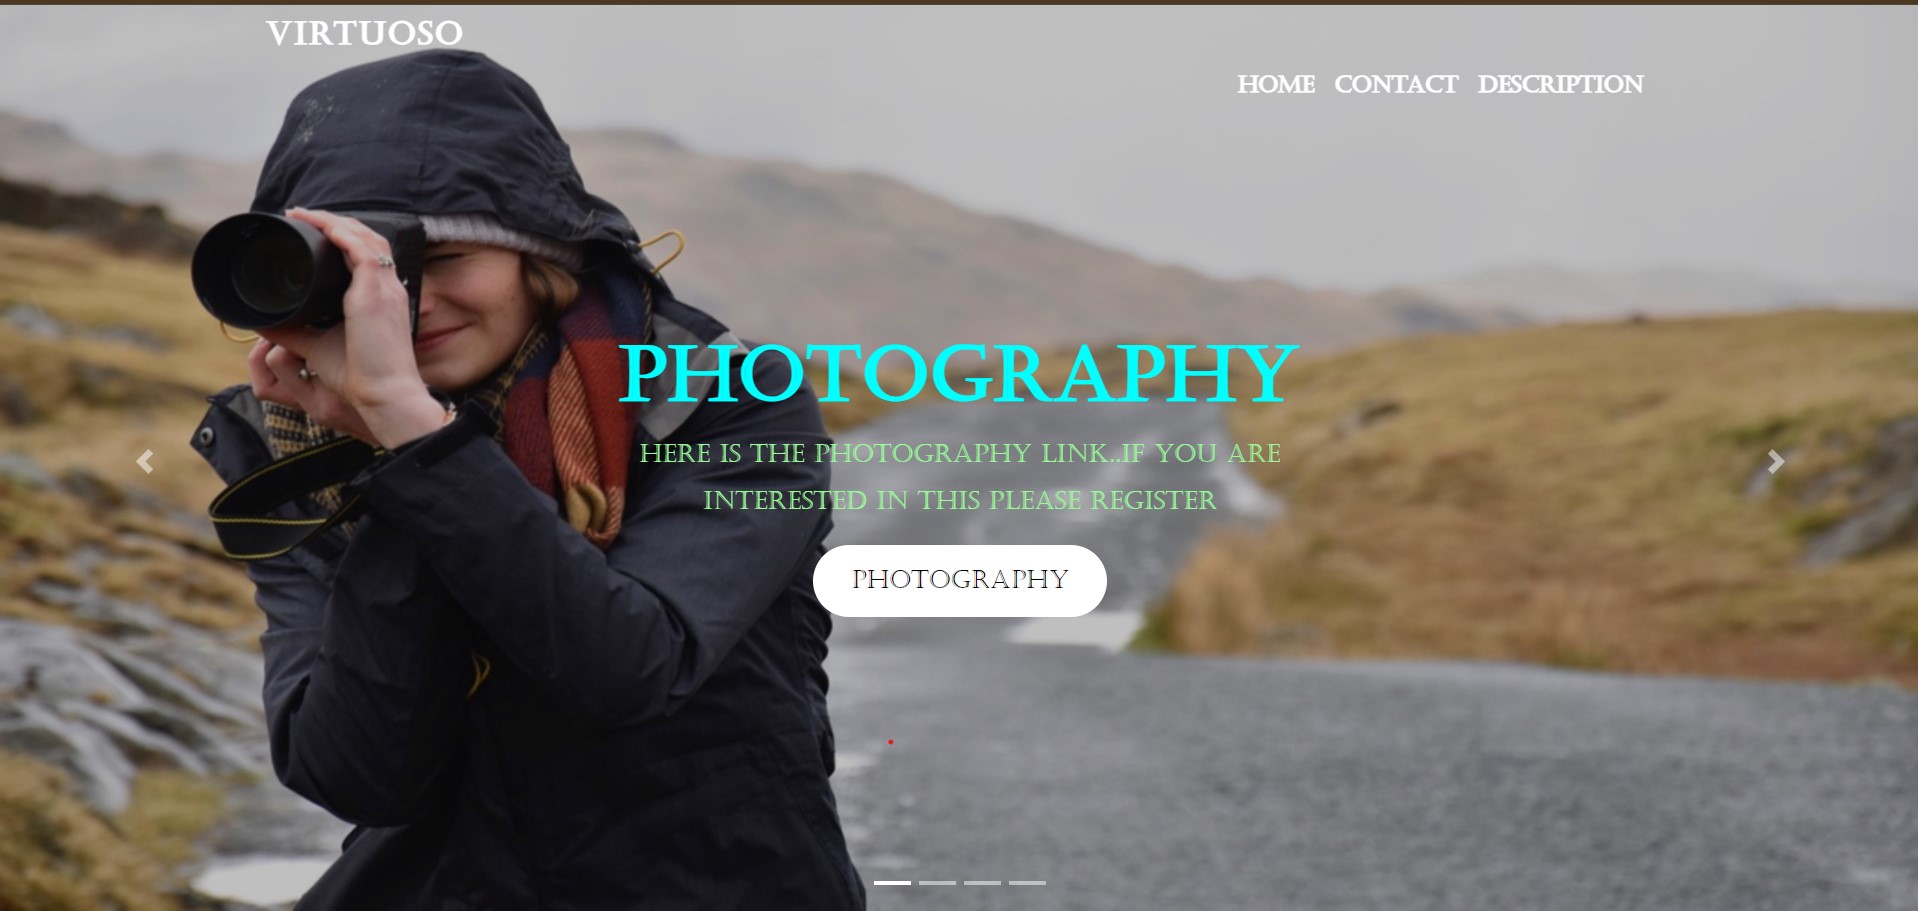 VIRTUOSO
HOME CONTACT DESCRIPTION
PHOTOGRAPHY
HERE IS THE PHOTOGRAPHY LINK..IF YOU ARE
INTERESTED IN THIS PLEASE REGISTER
PHOTOGRAPHY